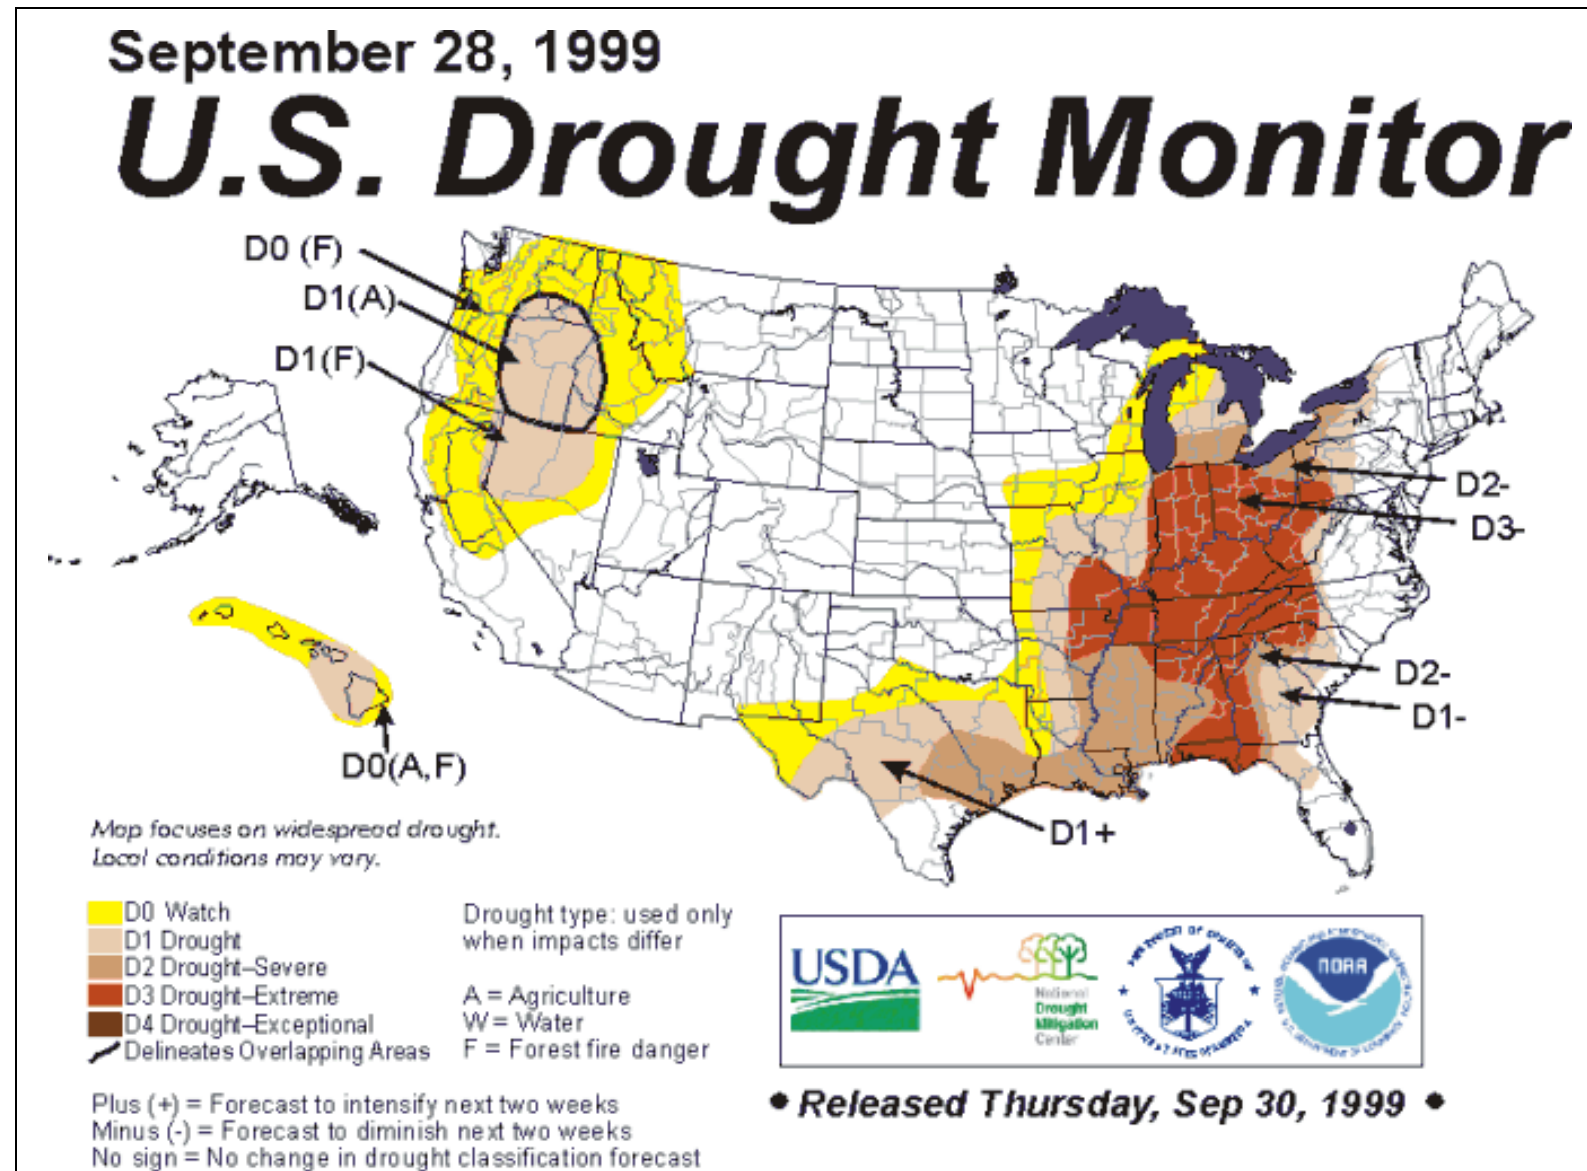 September 28, 1999
U.S. Drought Monitor
D0 (F)
D1(A)
D1(F)
D2-
D3-
D2-
D1-
D0(A,F)
D1+
Map focuses on widespread drought.
Local conditions may vary.
D0 Watch
D1 Drought
D2 Drought–Severe
D3 Drought–Extreme
D4 Drought–Exceptional
Delineates Overlapping Areas
Drought type: used only
when impacts differ
A = Agriculture
W = Water
F = Forest fire danger
Plus (+) = Forecast to intensify next two weeks
Minus (-) = Forecast to diminish next two weeks
No sign = No change in drought classification forecast
USDA
National
Drought
Mitigation
Center
NOAA
• Released Thursday, Sep 30, 1999 •